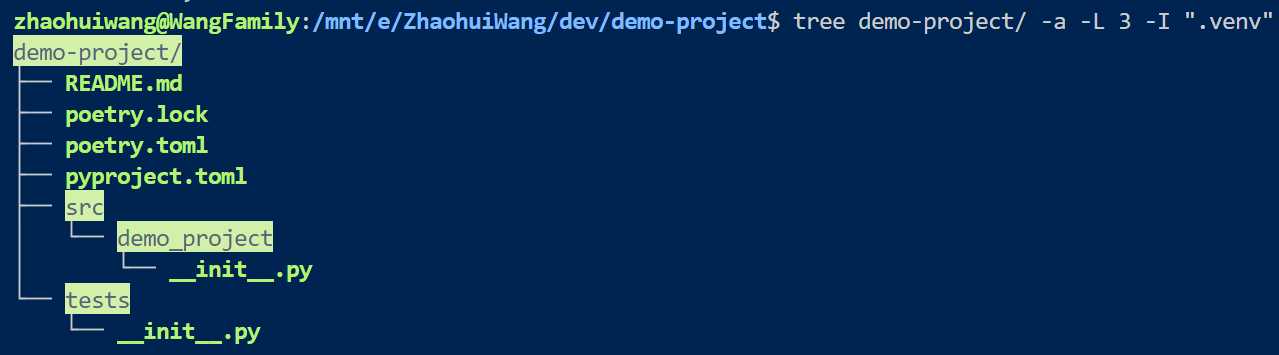 zhaohuiwang@WangFamily:/mnt/e/ZhaohuiWang/dev/demo-project$ tree demo-project/ -a -L 3 -I ".venv"
demo-project/
├── README.md
├── poetry.lock
├── poetry.toml
├── pyproject.toml
├── src
│   └── demo_project
│       └── __init__.py
└── tests
    └── __init__.py